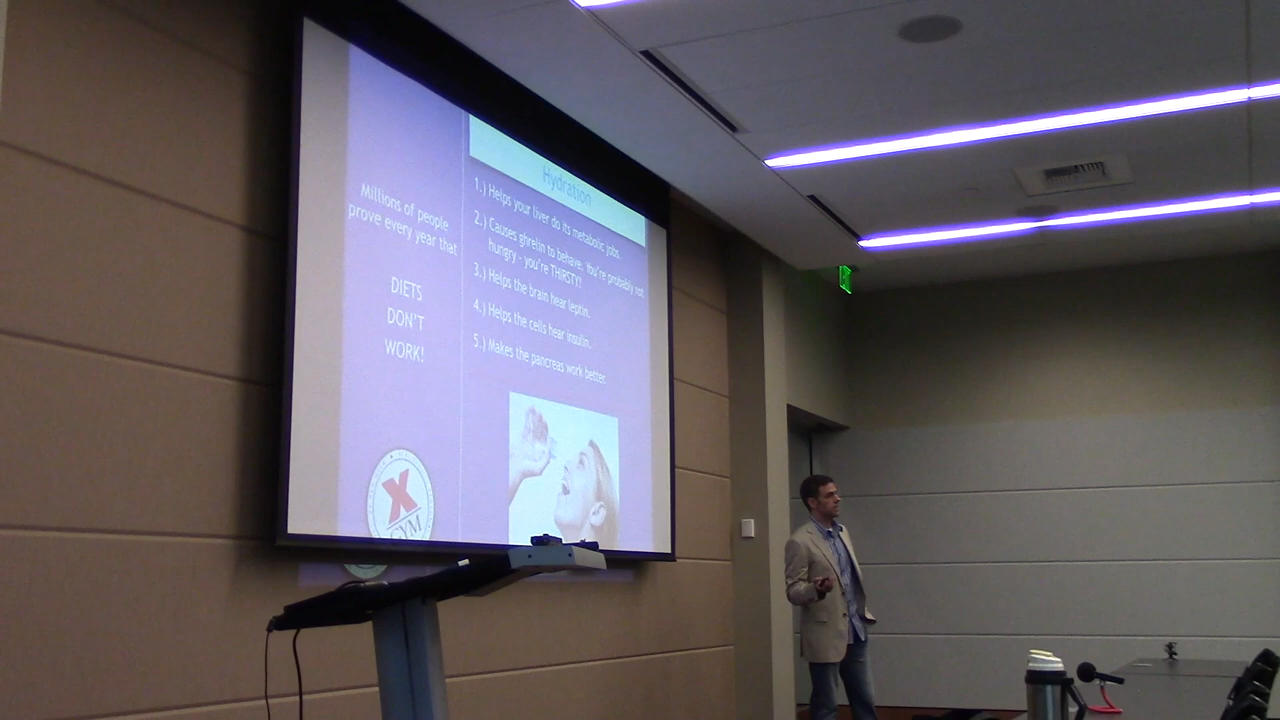 Hydration
Millions of people
prove every year that
DIETS
DON'T
WORK!
1.) Helps your liver do its metabolic jobs.
2.) Causes ghrelin to behave. You're probably not
hungry - you're THIRSTY!
3.) Helps the brain hear leptin.
4.) Helps the cells hear insulin.
5.) Makes the pancreas work better.
X
GYM